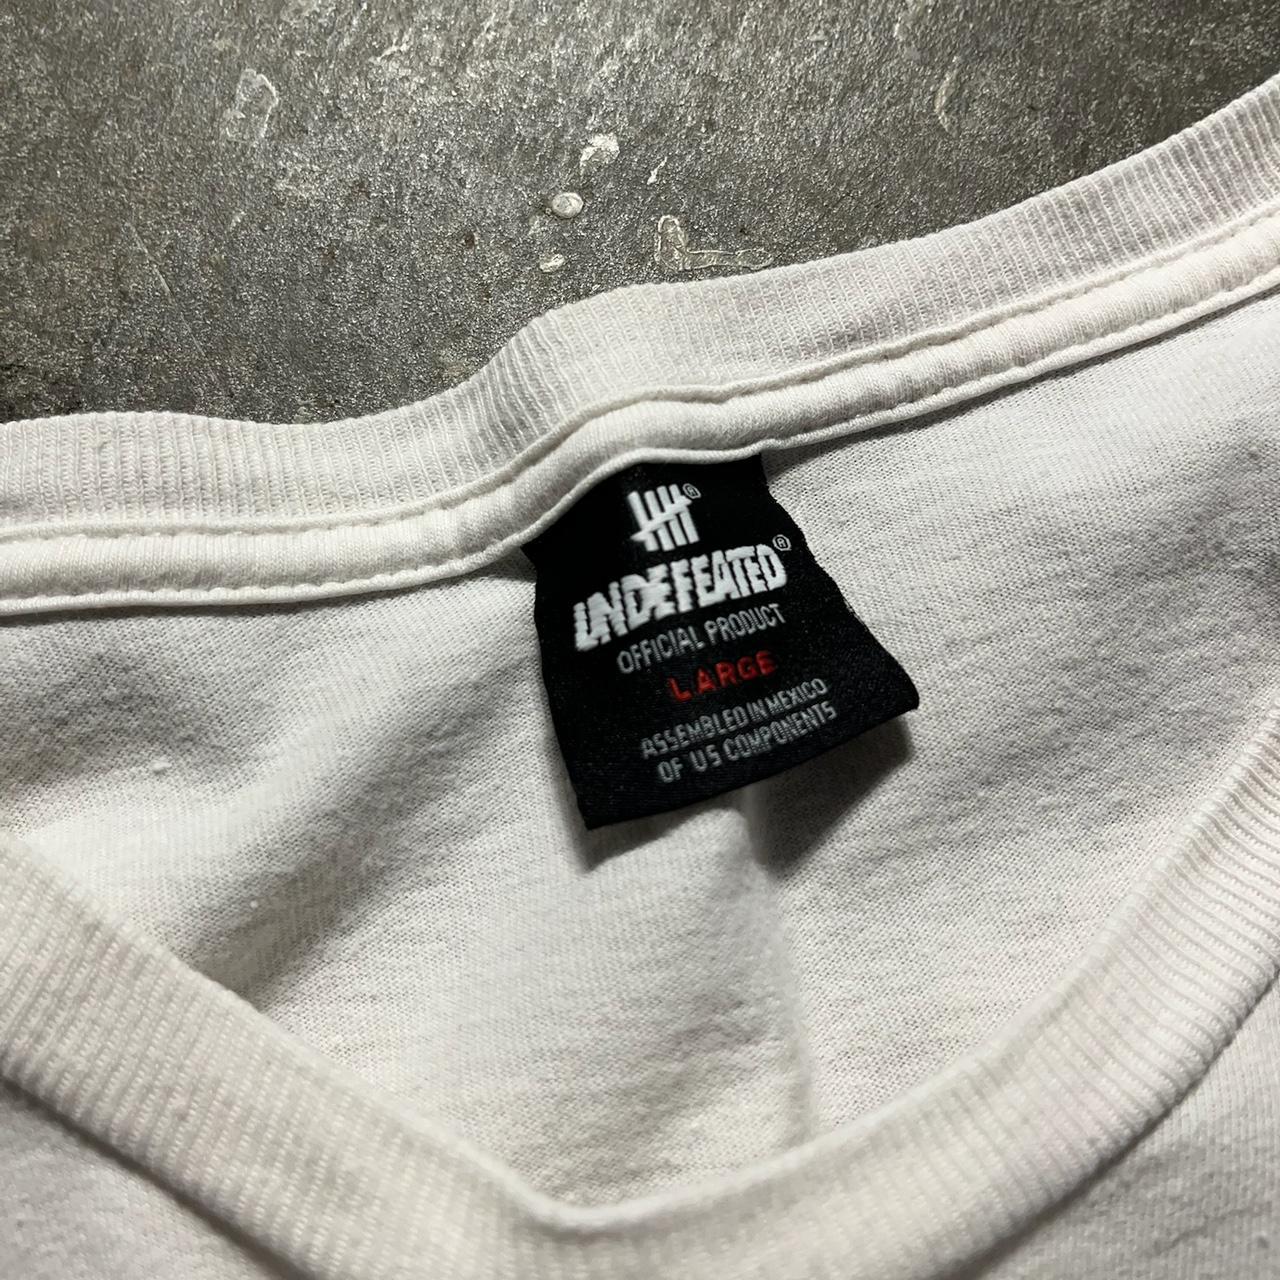 UNDEFEATED®
OFFICIAL PRODUCT
LARGE
ASSEMBLED IN MEXICO
OF US COMPONENTS